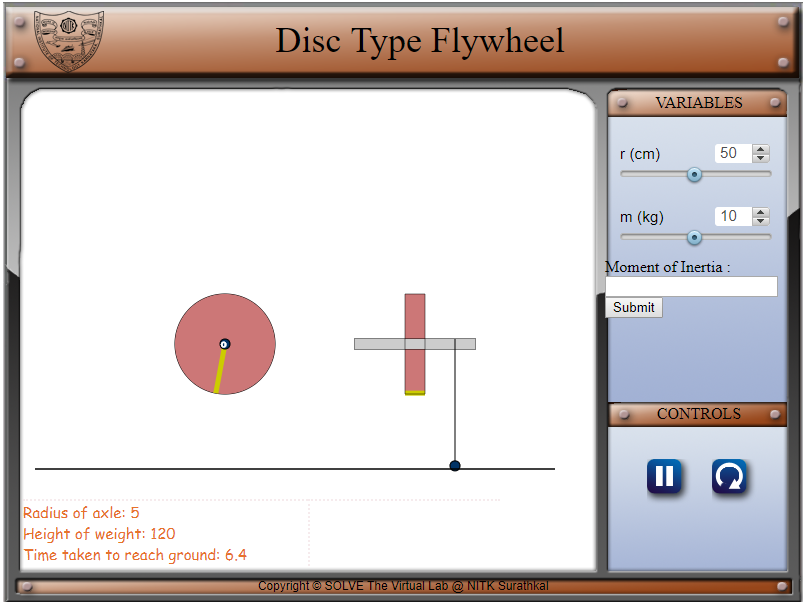 Disc Type Flywheel
VARIABLES
r (cm) 50
m (kg) 10
Moment of Inertia :
Submit
CONTROLS
Radius of axle: 5
Height of weight: 120
Time taken to reach ground: 6.4
Copyright © SOLVE The Virtual Lab @ NITK Surathkal